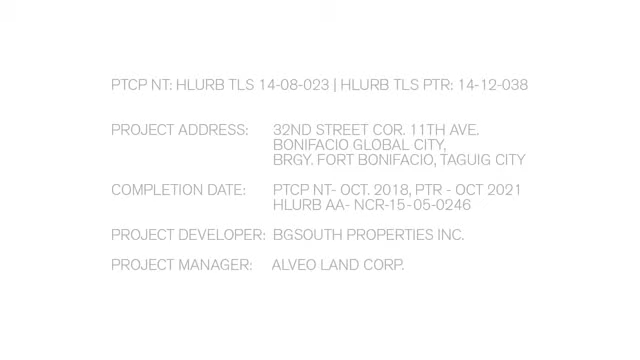 PTCP NT: HLURB TLS 14-08-023 | HLURB TLS PTR: 14-12-038
PROJECT ADDRESS: 32ND STREET COR. 11TH AVE.
BONIFACIO GLOBAL CITY,
BRGY. FORT BONIFACIO, TAGUIG CITY
COMPLETION DATE: PTCP NT- OCT. 2018, PTR - OCT 2021
HLURB AA- NCR-15-05-0246
PROJECT DEVELOPER: BGSOUTH PROPERTIES INC.
PROJECT MANAGER: ALVEO LAND CORP.